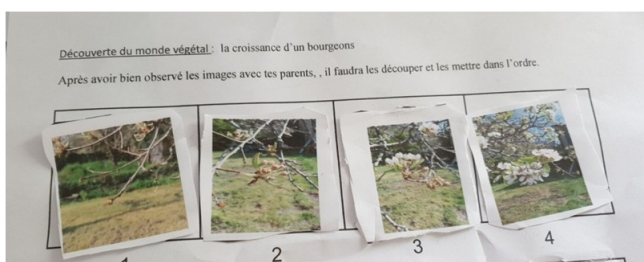 Découverte du monde végétal : la croissance d'un bourgeons
Après avoir bien observé les images avec tes parents, , il faudra les découper et les mettre dans l'ordre.
1 2 3 4